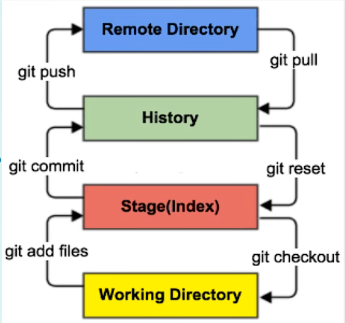 Remote Directory
git pull
git push
History
git commit
git reset
Stage(Index)
git add files
git checkout
Working Directory